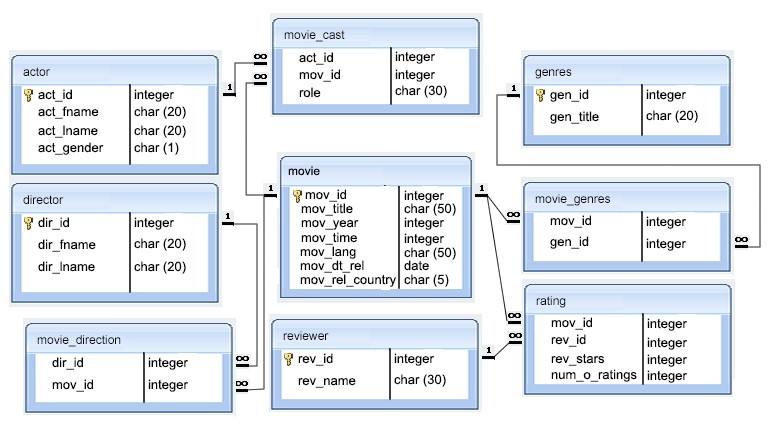 movie_cast
act_id integer
mov_id integer
role char (30)
actor
act_id integer
act_fname char (20)
act_lname char (20)
act_gender char (1)
genres
gen_id integer
gen_title char (20)
director
dir_id integer
dir_fname char (20)
dir_lname char (20)
movie
mov_id integer
mov_title char (50)
mov_year integer
mov_time integer
mov_lang char (50)
mov_dt_rel date
mov_rel_country char (5)
movie_genres
mov_id integer
gen_id integer
movie_direction
dir_id integer
mov_id integer
reviewer
rev_id integer
rev_name char (30)
rating
mov_id integer
rev_id integer
rev_stars integer
num_o_ratings integer
1
∞
∞
1
1
∞
1
1
∞
∞
∞
∞
1
∞
∞